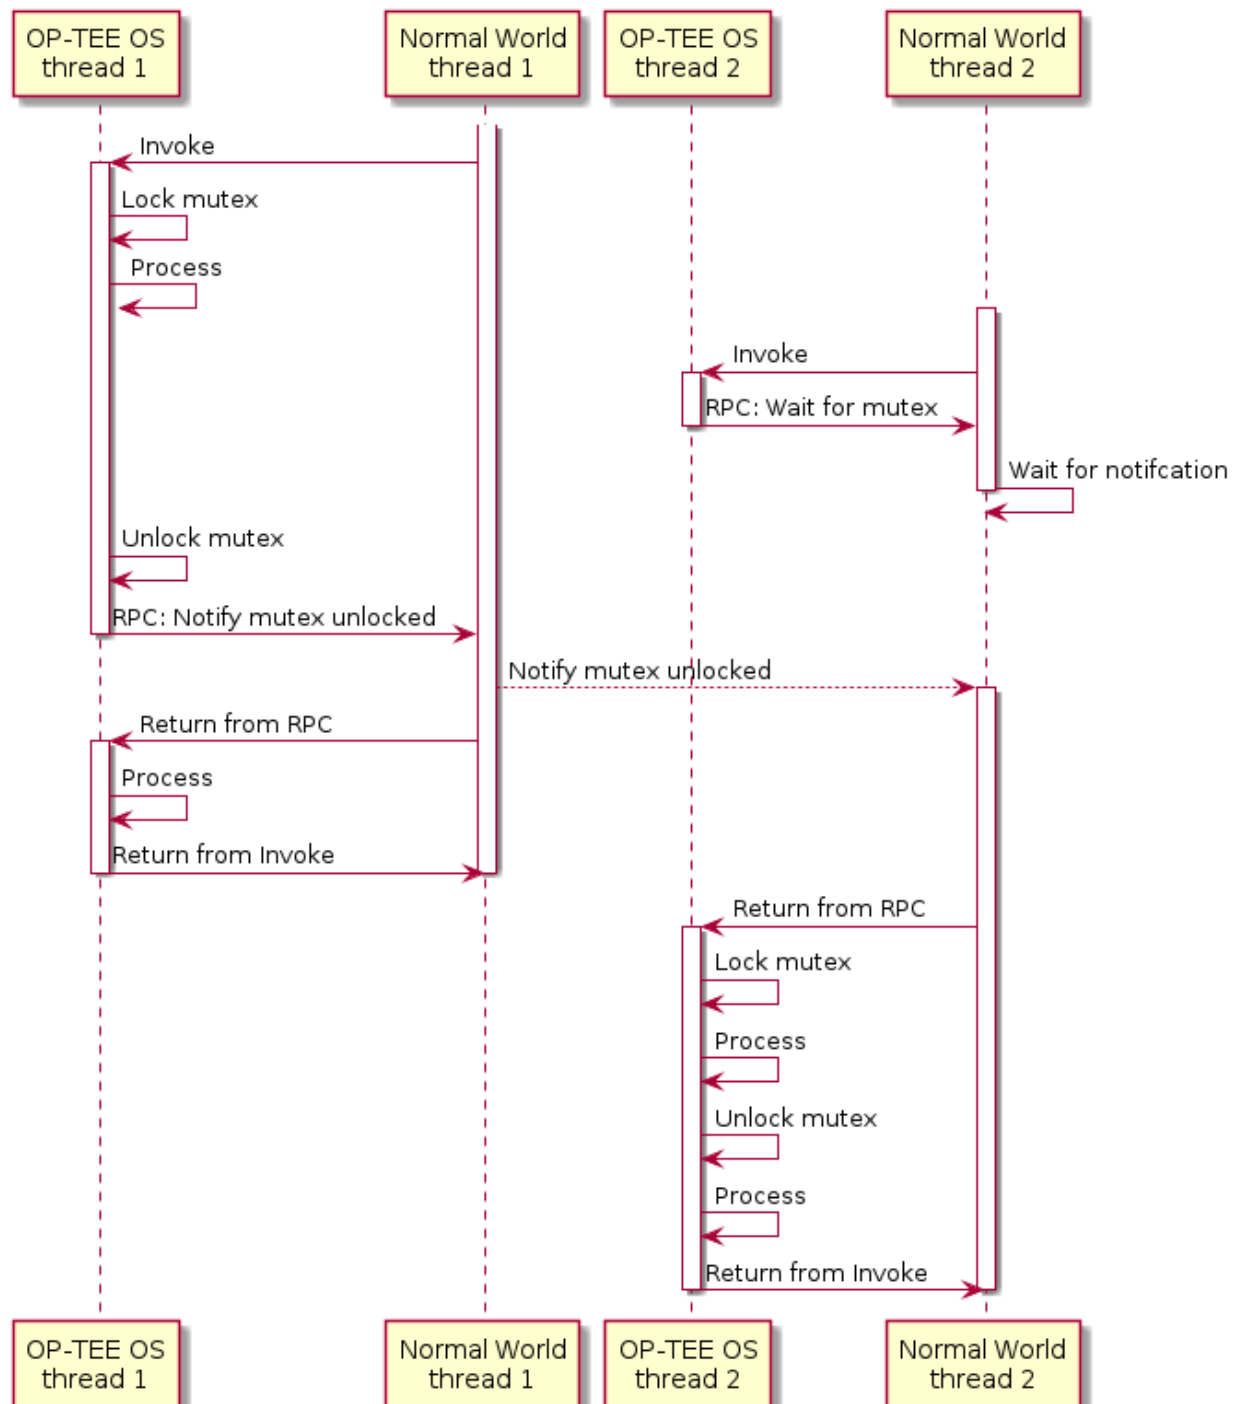 OP-TEE OS
thread 1
Normal World
thread 1
OP-TEE OS
thread 2
Normal World
thread 2
Invoke
Lock mutex
Process
Invoke
RPC: Wait for mutex
Wait for notifcation
Unlock mutex
RPC: Notify mutex unlocked
Notify mutex unlocked
Return from RPC
Process
Return from Invoke
Return from RPC
Lock mutex
Process
Unlock mutex
Process
Return from Invoke
OP-TEE OS
thread 1
Normal World
thread 1
OP-TEE OS
thread 2
Normal World
thread 2